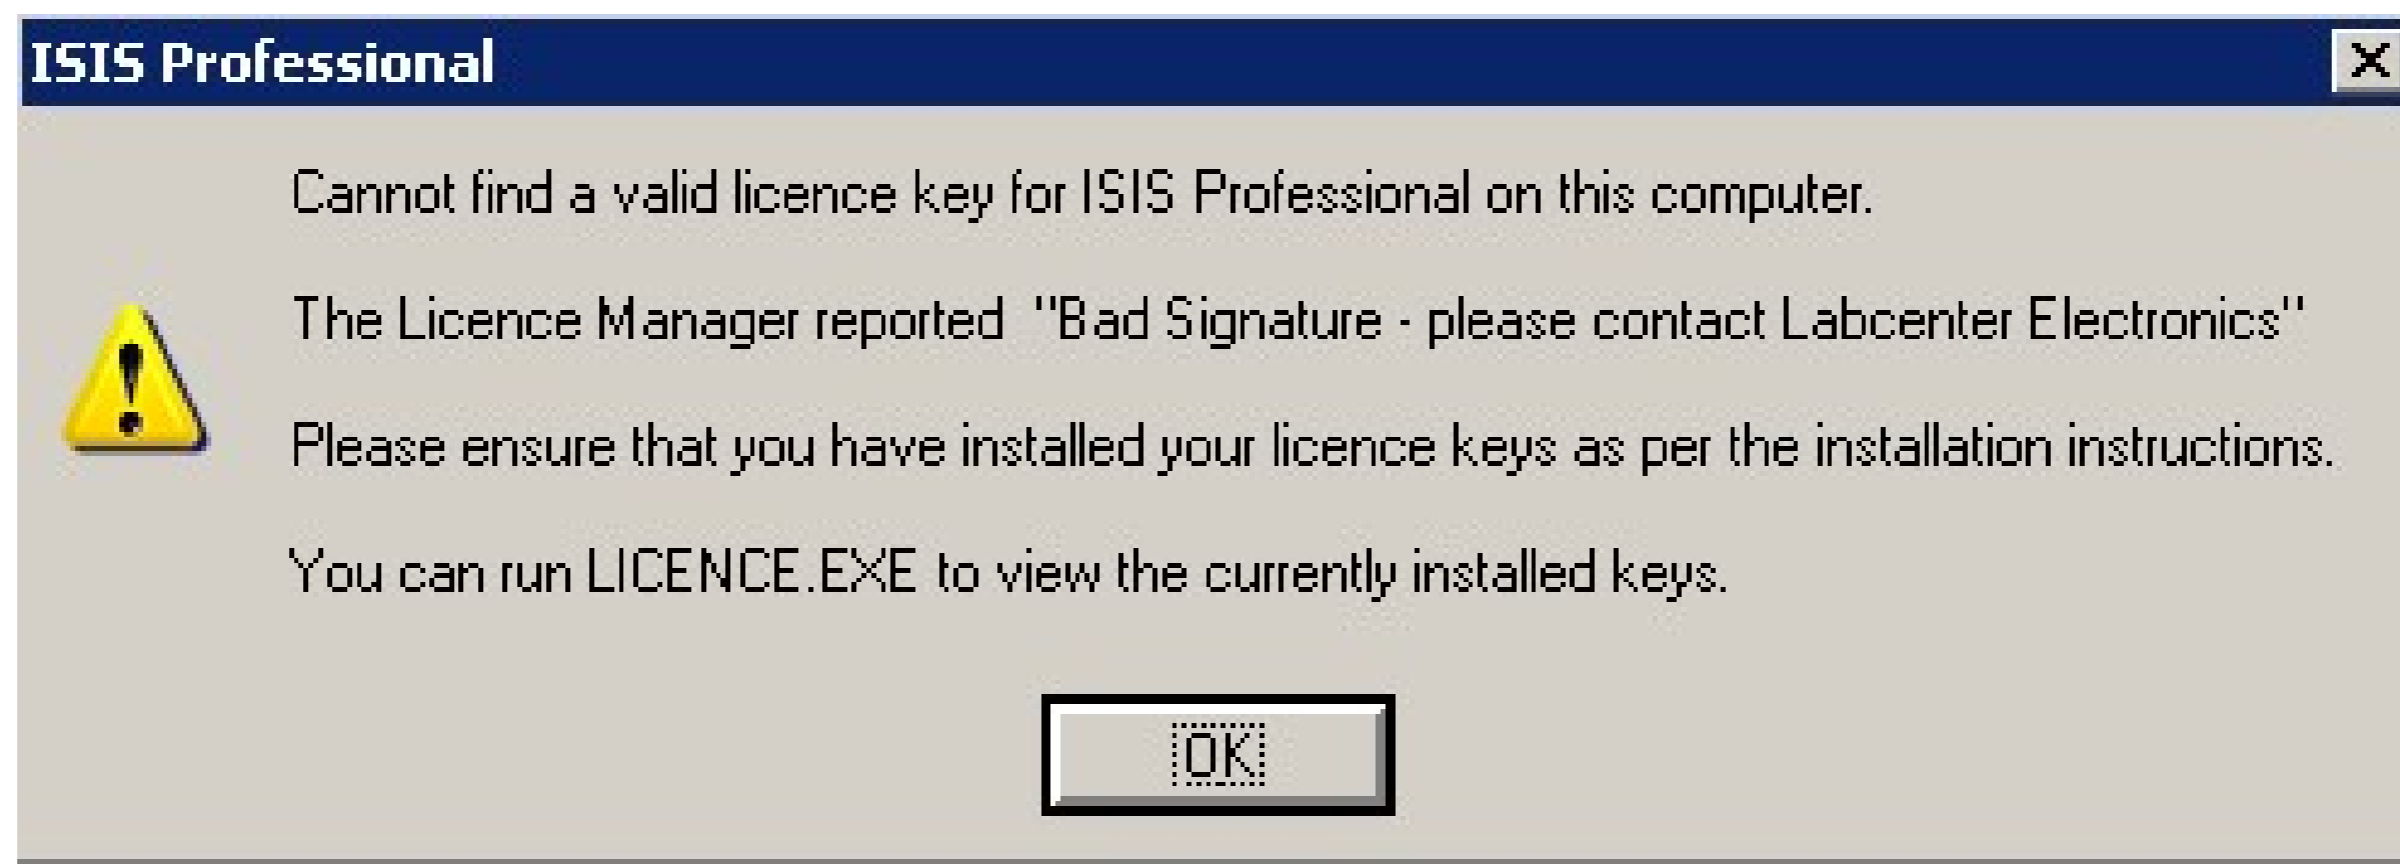 ISIS Professional
Cannot find a valid licence key for ISIS Professional on this computer.
The Licence Manager reported  "Bad Signature - please contact Labcenter Electronics"
Please ensure that you have installed your licence keys as per the installation instructions.
You can run LICENCE.EXE to view the currently installed keys.
OK